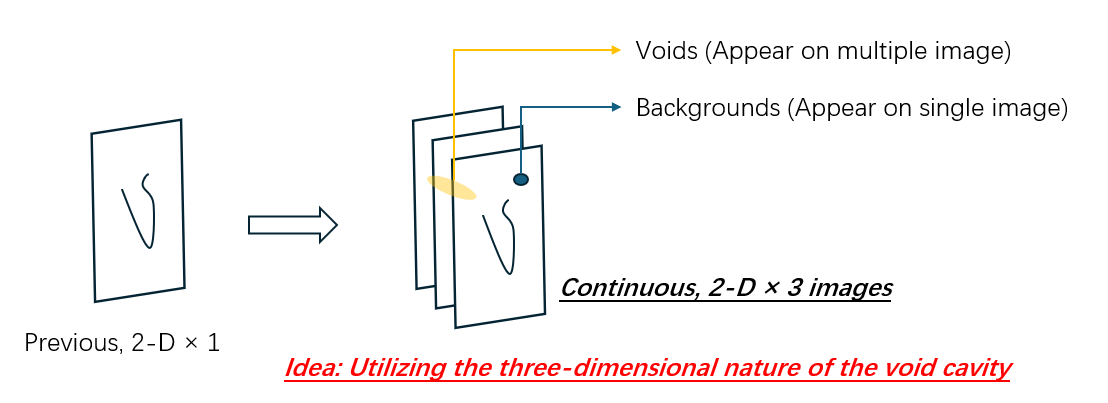 Voids (Appear on multiple image)
Backgrounds (Appear on single image)
Continuous, 2-D × 3 images
Previous, 2-D × 1
Idea: Utilizing the three-dimensional nature of the void cavity